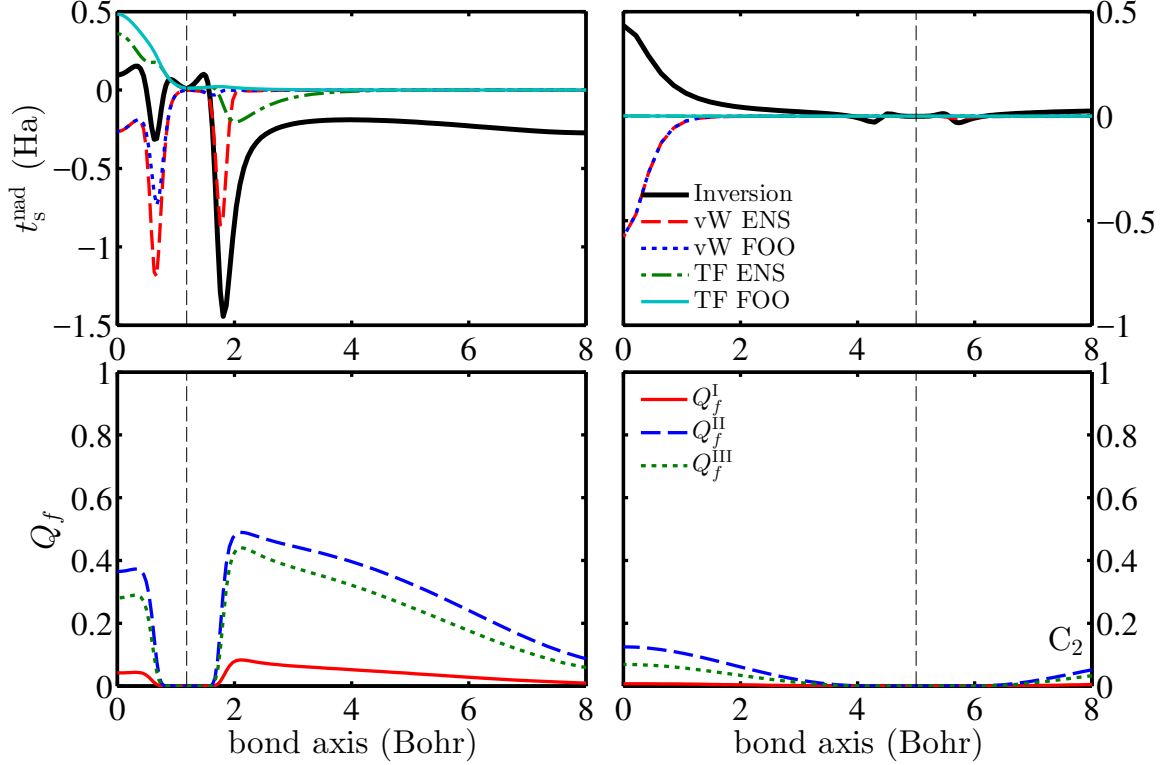 0.5
0
−0.5
−1
−1.5
t_s^nad (Ha)
0 2 4 6 8
0.5
0
−0.5
−1
0 2 4 6 8
Inversion
vW ENS
vW FOO
TF ENS
TF FOO
1
0.8
0.6
0.4
0.2
0
Q_f
0 2 4 6 8
bond axis (Bohr)
Q_f^I
Q_f^II
Q_f^III
C₂
1
0.8
0.6
0.4
0.2
0
0 2 4 6 8
bond axis (Bohr)